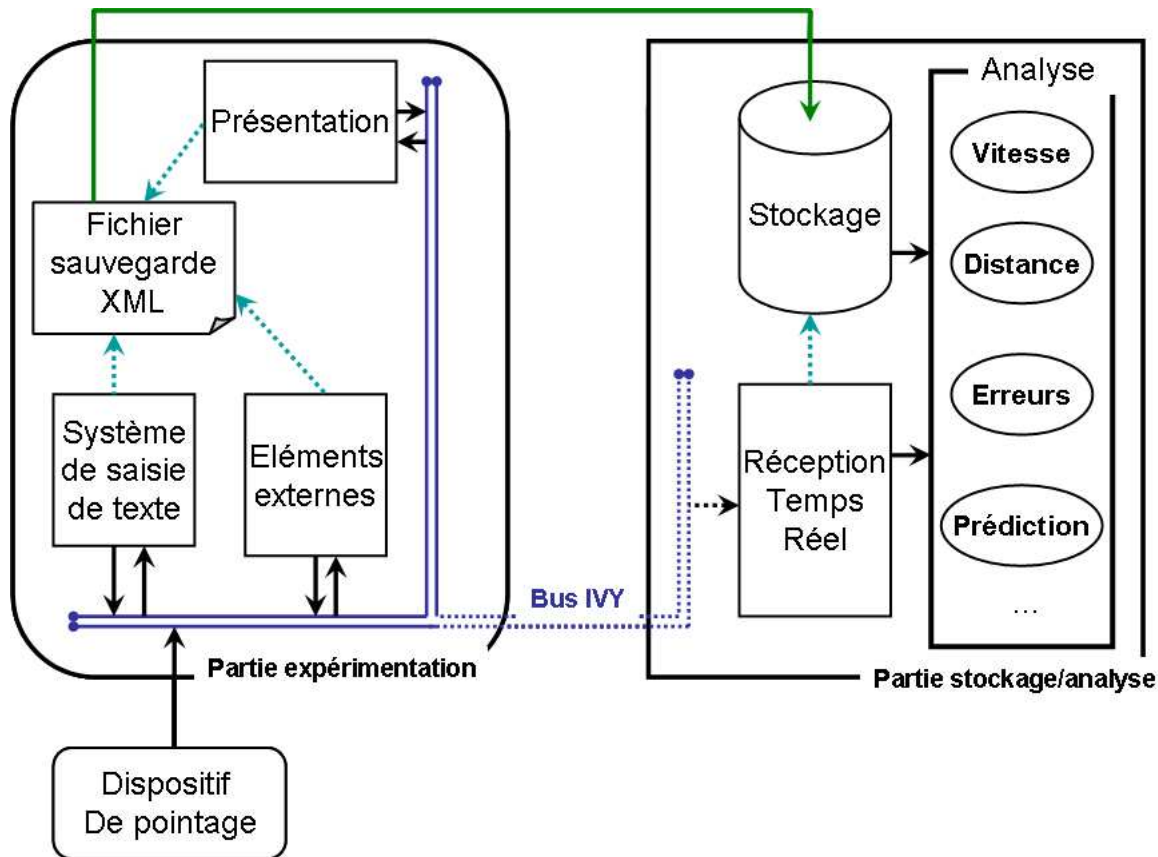 Présentation
Fichier
sauvegarde
XML
Système
de saisie
de texte
Eléments
externes
Partie expérimentation
Dispositif
De pointage
Bus IVY
Stockage
Réception
Temps
Réel
Analyse
Vitesse
Distance
Erreurs
Prédiction
...
Partie stockage/analyse